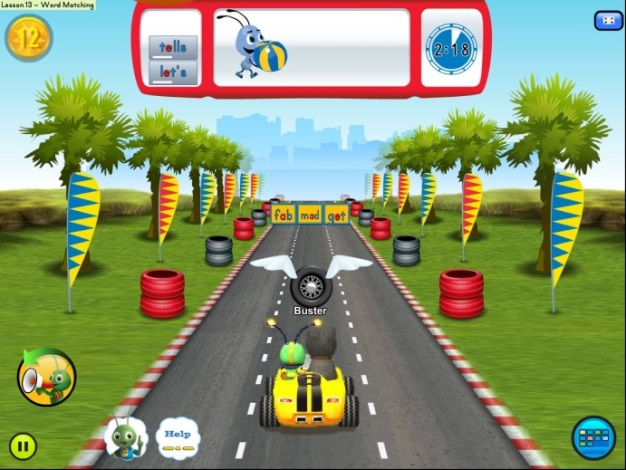 Lesson 13 - Word Matching
12
tells
let's
2:18
fab mad got
Buster
Help